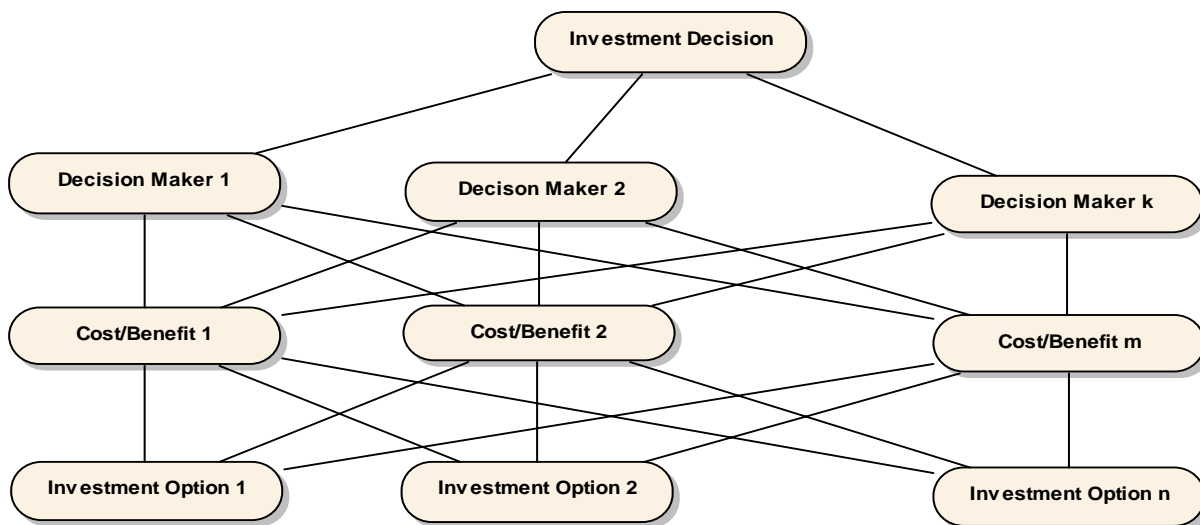 Investment Decision
Decision Maker 1
Decison Maker 2
Decision Maker k
Cost/Benefit 1
Cost/Benefit 2
Cost/Benefit m
Investment Option 1
Investment Option 2
Investment Option n